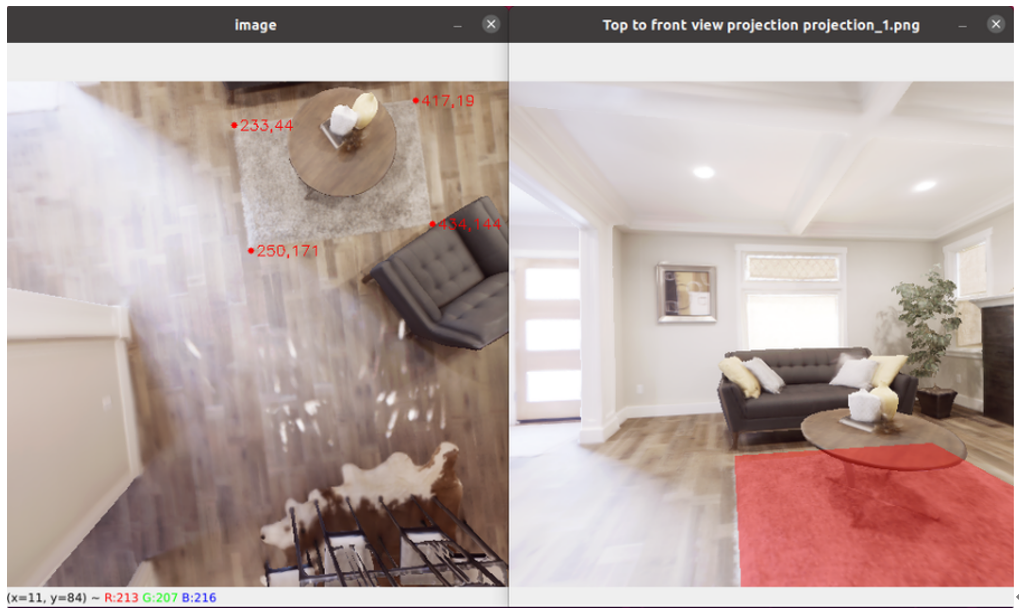 image
Top to front view projection projection_1.png
417,19
233,44
434,144
250,171
(x=11, y=84) ~ R:213 G:207 B:216